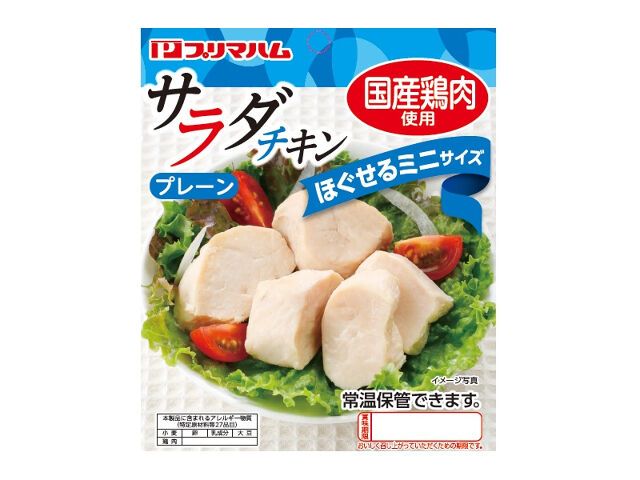 プリマハム
サラダチキン
国産鶏肉
使用
プレーン
ほぐせるミニサイズ
イメージ写真
常温保管できます。
本製品に含まれるアレルギー物質
(特定原材料等27品目)
小麦 卵 乳成分 大豆
鶏肉
賞味期限
おいしく召し上がっていただくための期限です。